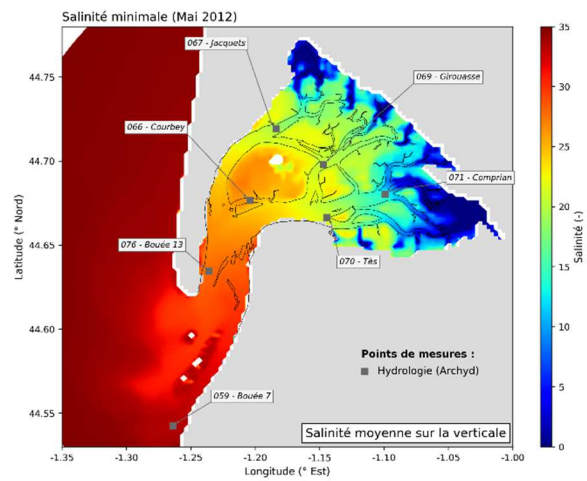 Salinité minimale (Mai 2012)
067 - Jacquets
069 - Girouasse
066 - Courbey
071 - Comprian
076 - Bouée 13
070 - Tès
059 - Bouée 7
Points de mesures :
Hydrologie (Archyd)
Salinité moyenne sur la verticale
44.75
44.70
44.65
44.60
44.55
Latitude (° Nord)
-1.35
-1.30
-1.25
-1.20
-1.15
-1.10
-1.05
-1.00
Longitude (° Est)
35
30
25
20
15
10
5
0
Salinité (-)